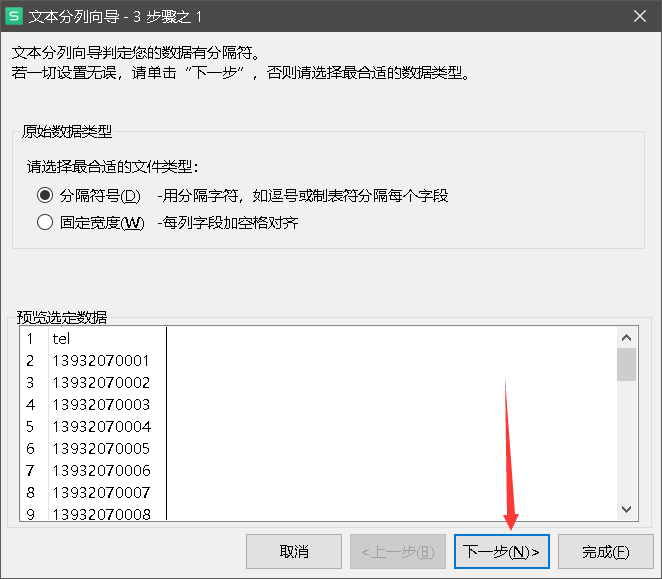 S 文本分列向导 - 3 步骤之 1
文本分列向导判定您的数据有分隔符。
若一切设置无误，请单击“下一步”，否则请选择最合适的数据类型。
原始数据类型
请选择最合适的文件类型：
分隔符号(D) -用分隔字符，如逗号或制表符分隔每个字段
固定宽度(W) -每列字段加空格对齐
预览选定数据
1 tel
2 13932070001
3 13932070002
4 13932070003
5 13932070004
6 13932070005
7 13932070006
8 13932070007
9 13932070008
取消 <上一步(B) 下一步(N)> 完成(F)